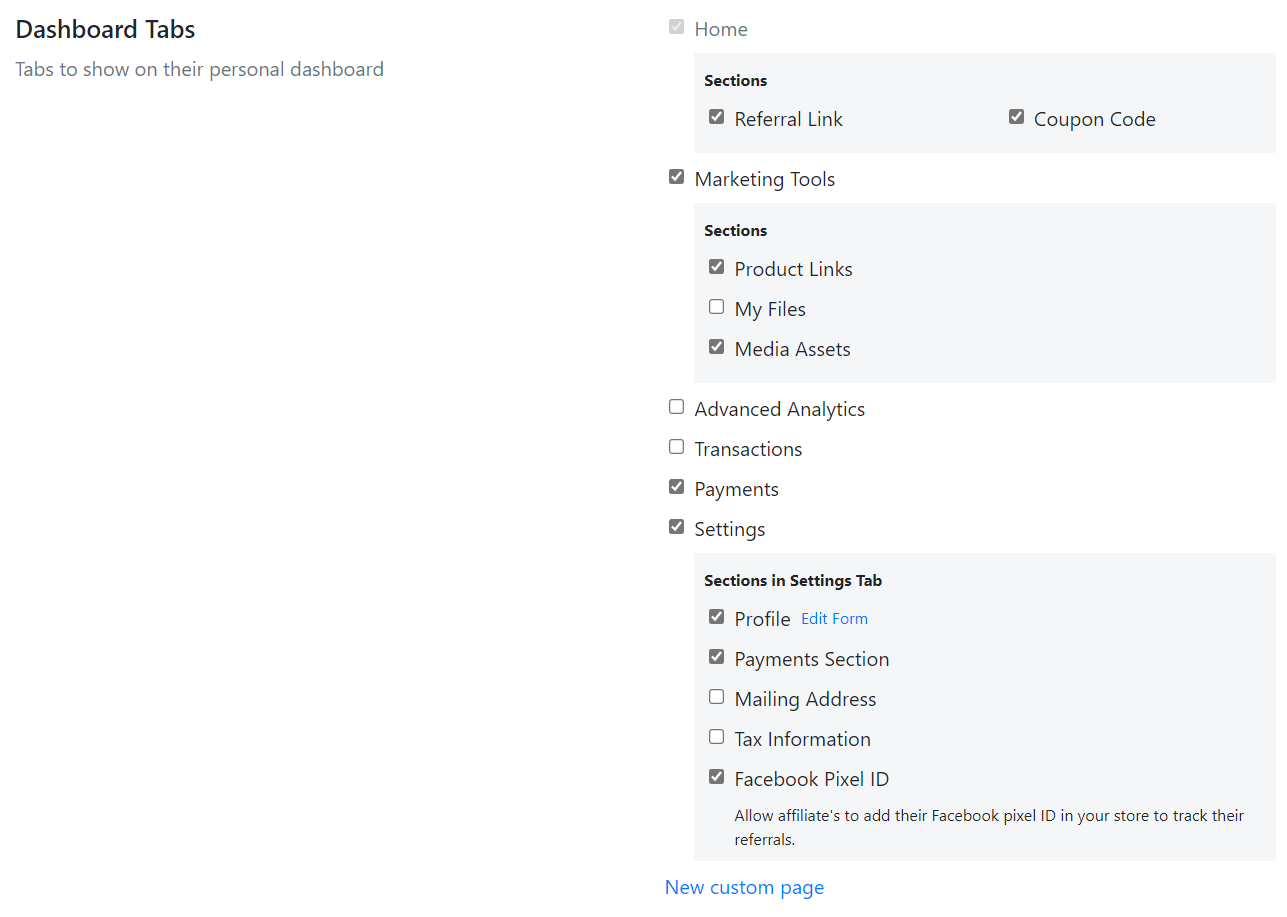 Dashboard Tabs
Tabs to show on their personal dashboard
Home
Sections
Referral Link
Coupon Code
Marketing Tools
Sections
Product Links
My Files
Media Assets
Advanced Analytics
Transactions
Payments
Settings
Sections in Settings Tab
Profile Edit Form
Payments Section
Mailing Address
Tax Information
Facebook Pixel ID
Allow affiliate's to add their Facebook pixel ID in your store to track their
referrals.
New custom page